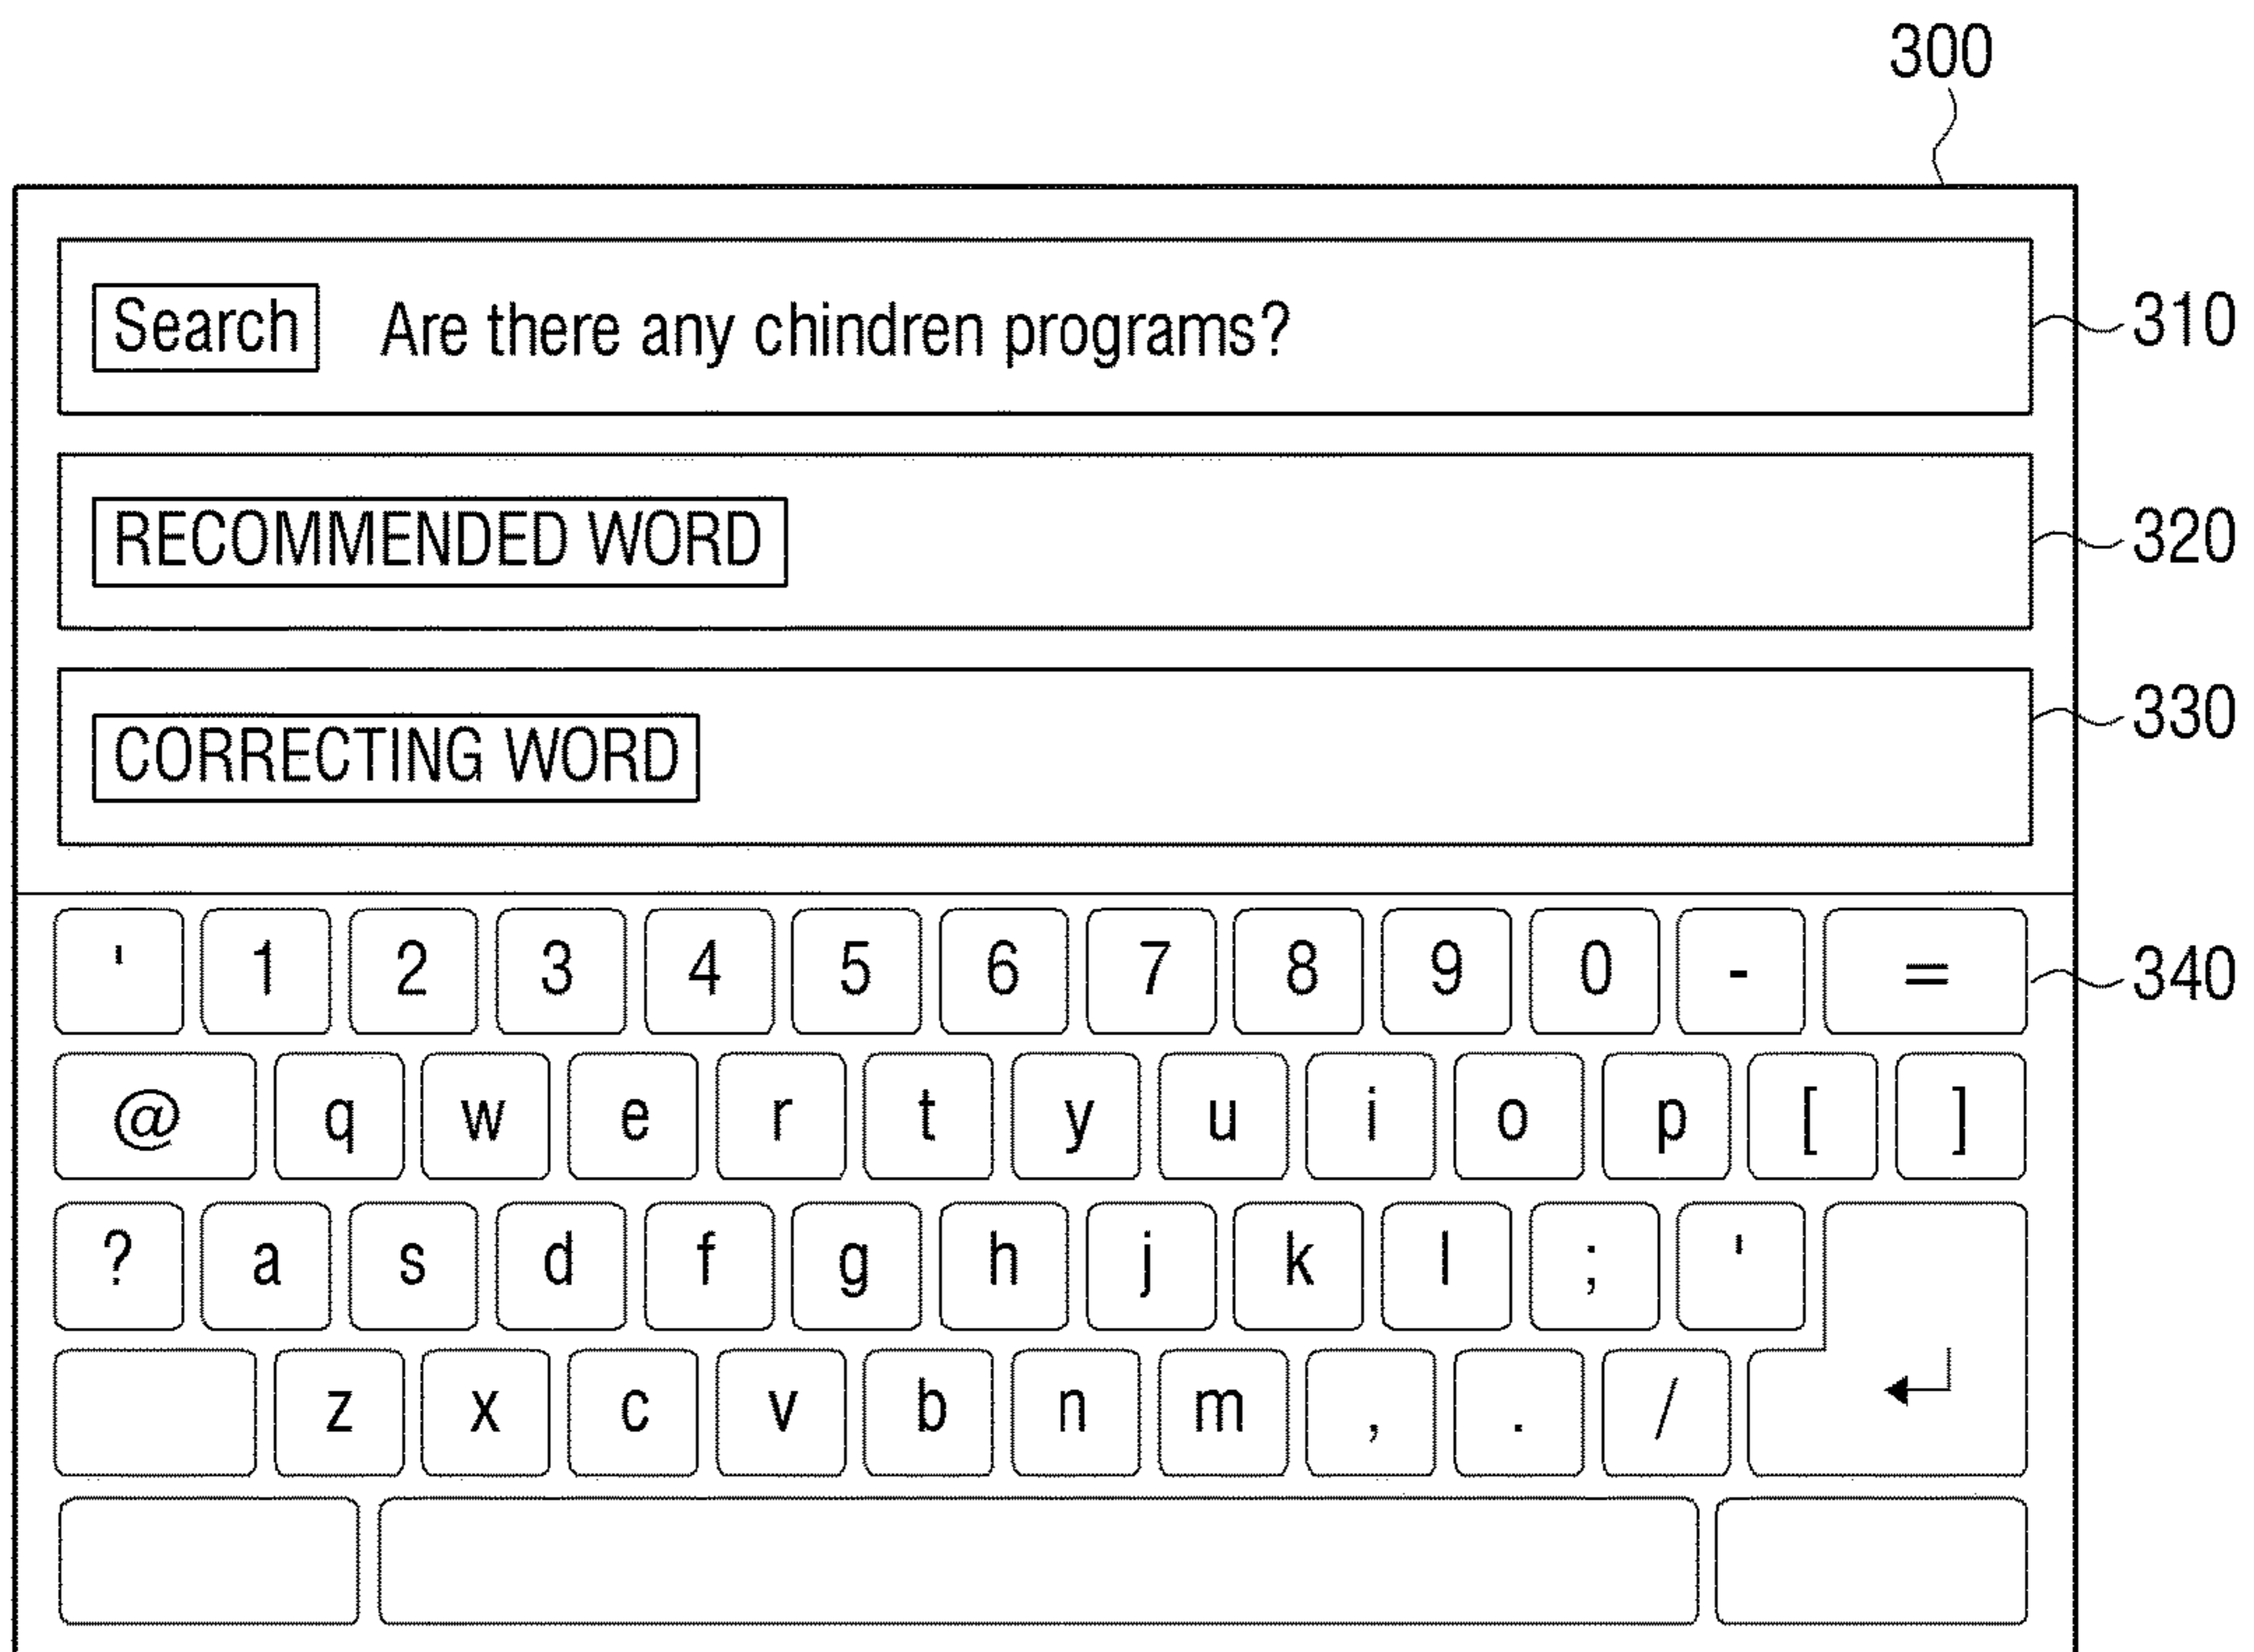 300
Search Are there any chindren programs? 310
RECOMMENDED WORD 320
CORRECTING WORD 330
' 1 2 3 4 5 6 7 8 9 0 - = 340
@ q w e r t y u i o p [ ]
? a s d f g h j k l ; '
z x c v b n m , . /